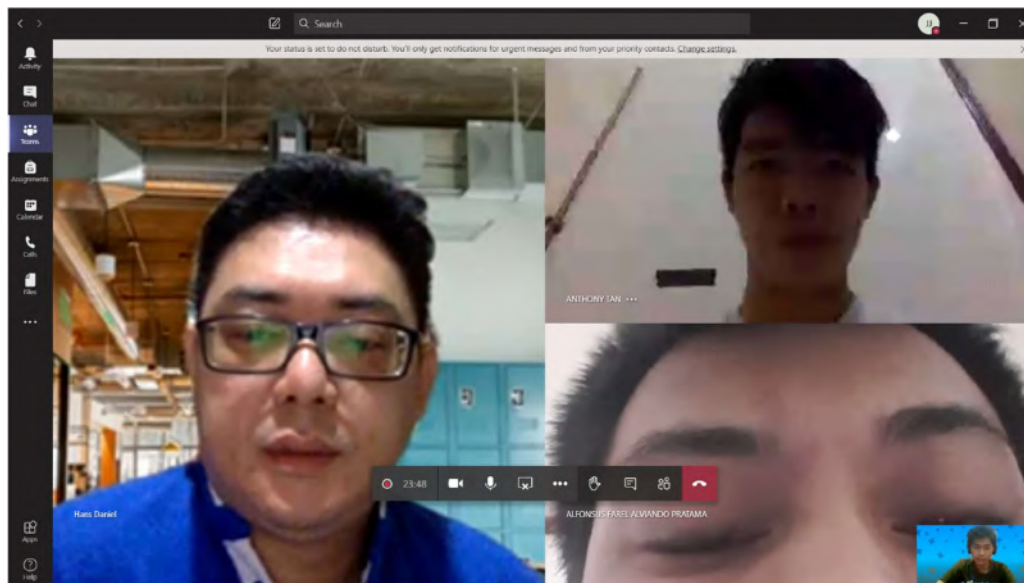 Search
JJ
Your status is set to do not disturb. You'll only get notifications for urgent messages and from your priority contacts. Change settings.
Activity
Chat
Teams
Assignments
Calendar
Calls
Files
Apps
Help
ANTHONY TAN
23:48
Hans Daniel
ALFONSUS FAREL ALVIANDO PRATAMA